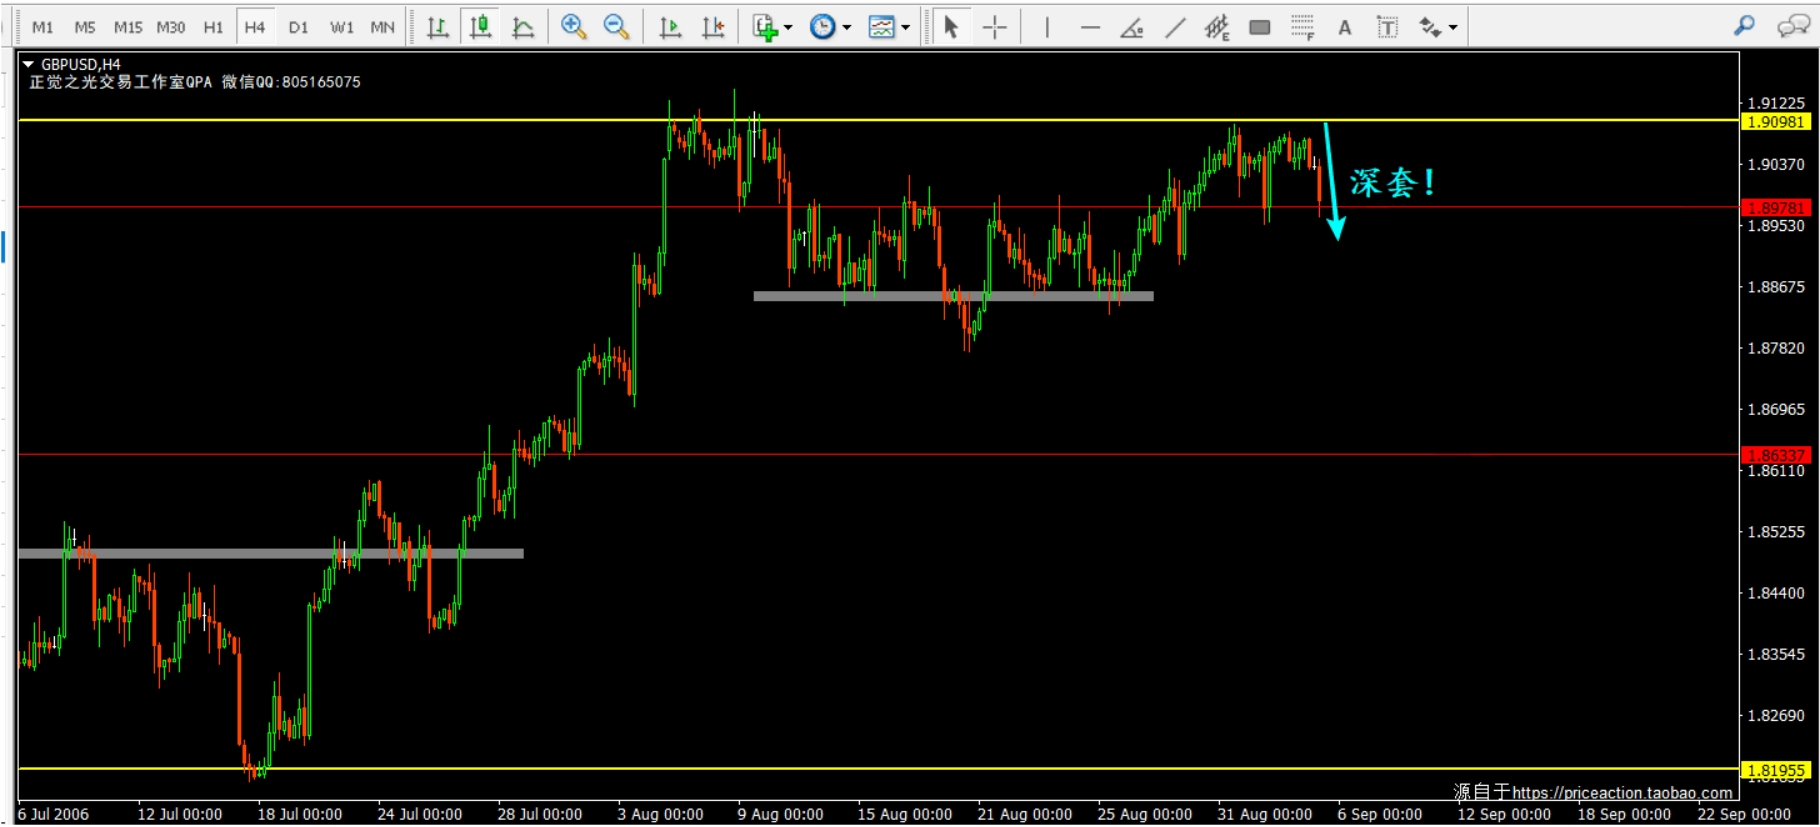 M1 M5 M15 M30 H1 H4 D1 W1 MN E F A T
GBPUSD,H4
正觉之光交易工作室QPA 微信QQ:805165075
1.91225
1.90981
1.90370
深套!
1.89781
1.89530
1.88675
1.87820
1.86965
1.86337
1.86110
1.85255
1.84400
1.83545
1.82690
1.81955
源自于https://priceaction.taobao.com
6 Jul 2006 12 Jul 00:00 18 Jul 00:00 24 Jul 00:00 28 Jul 00:00 3 Aug 00:00 9 Aug 00:00 15 Aug 00:00 21 Aug 00:00 25 Aug 00:00 31 Aug 00:00 6 Sep 00:00 12 Sep 00:00 18 Sep 00:00 22 Sep 00:00